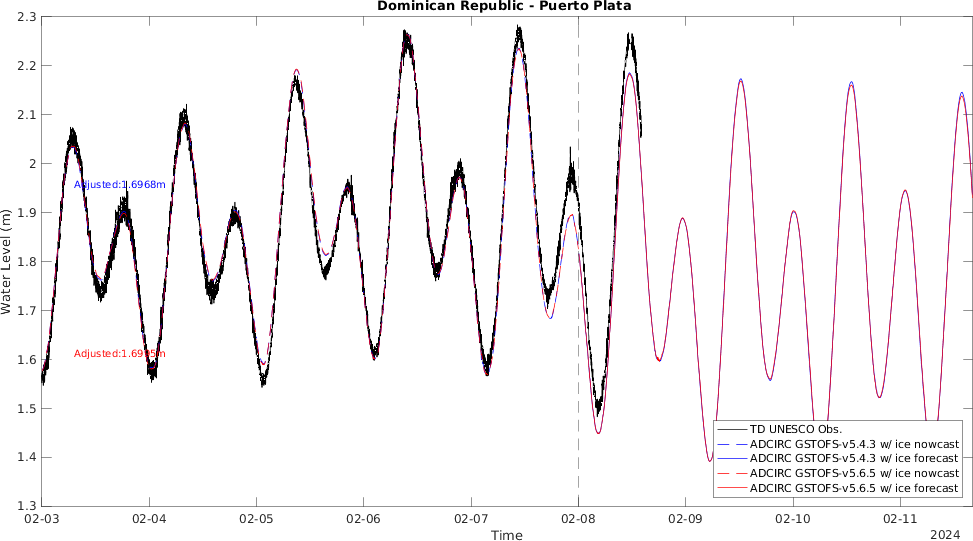 Dominican Republic - Puerto Plata
2.3
2.2
2.1
2
1.9
1.8
1.7
1.6
1.5
1.4
1.3
Water Level (m)
Adjusted:1.6968m
TD UNESCO Obs.
ADCIRC GSTOFS-v5.4.3 w/ ice nowcast
ADCIRC GSTOFS-v5.4.3 w/ ice forecast
ADCIRC GSTOFS-v5.6.5 w/ ice nowcast
ADCIRC GSTOFS-v5.6.5 w/ ice forecast
02-03 02-04 02-05 02-06 02-07 02-08 02-09 02-10 02-11
Time
2024